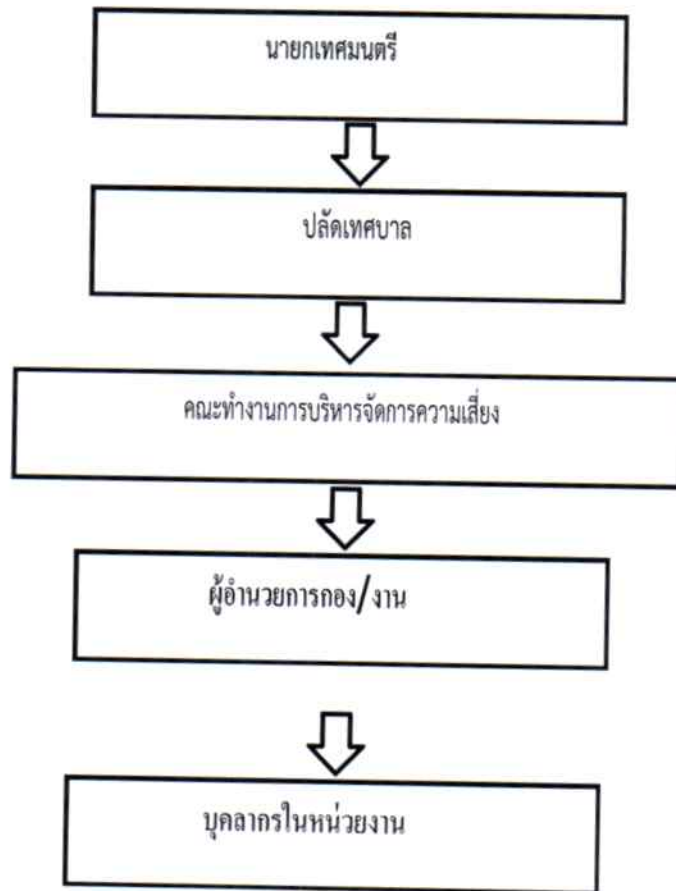 นายกเทศมนตรี
ปลัดเทศบาล
คณะทำงานการบริหารจัดการความเสี่ยง
ผู้อำนวยการกอง/งาน
บุคลากรในหน่วยงาน